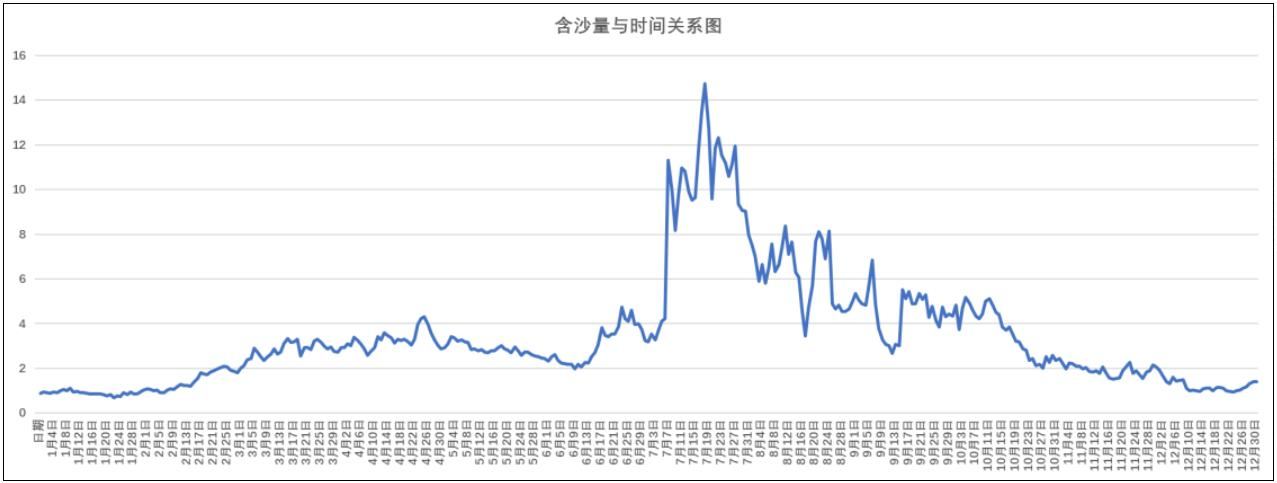 含沙量与时间关系图
16
14
12
10
8
6
4
2
0
日期
1月4日
1月8日
1月12日
1月16日
1月20日
1月24日
1月28日
2月1日
2月5日
2月9日
2月13日
2月17日
2月21日
2月25日
3月1日
3月5日
3月9日
3月13日
3月17日
3月21日
3月25日
3月29日
4月2日
4月6日
4月10日
4月14日
4月18日
4月22日
4月26日
4月30日
5月4日
5月8日
5月12日
5月16日
5月20日
5月24日
5月28日
6月1日
6月5日
6月9日
6月13日
6月17日
6月21日
6月25日
6月29日
7月3日
7月7日
7月11日
7月15日
7月19日
7月23日
7月27日
7月31日
8月4日
8月8日
8月12日
8月16日
8月20日
8月24日
8月28日
9月1日
9月5日
9月9日
9月13日
9月17日
9月21日
9月25日
9月29日
10月3日
10月7日
10月11日
10月15日
10月19日
10月23日
10月27日
10月31日
11月4日
11月8日
11月12日
11月16日
11月20日
11月24日
11月28日
12月2日
12月6日
12月10日
12月14日
12月18日
12月22日
12月26日
12月30日